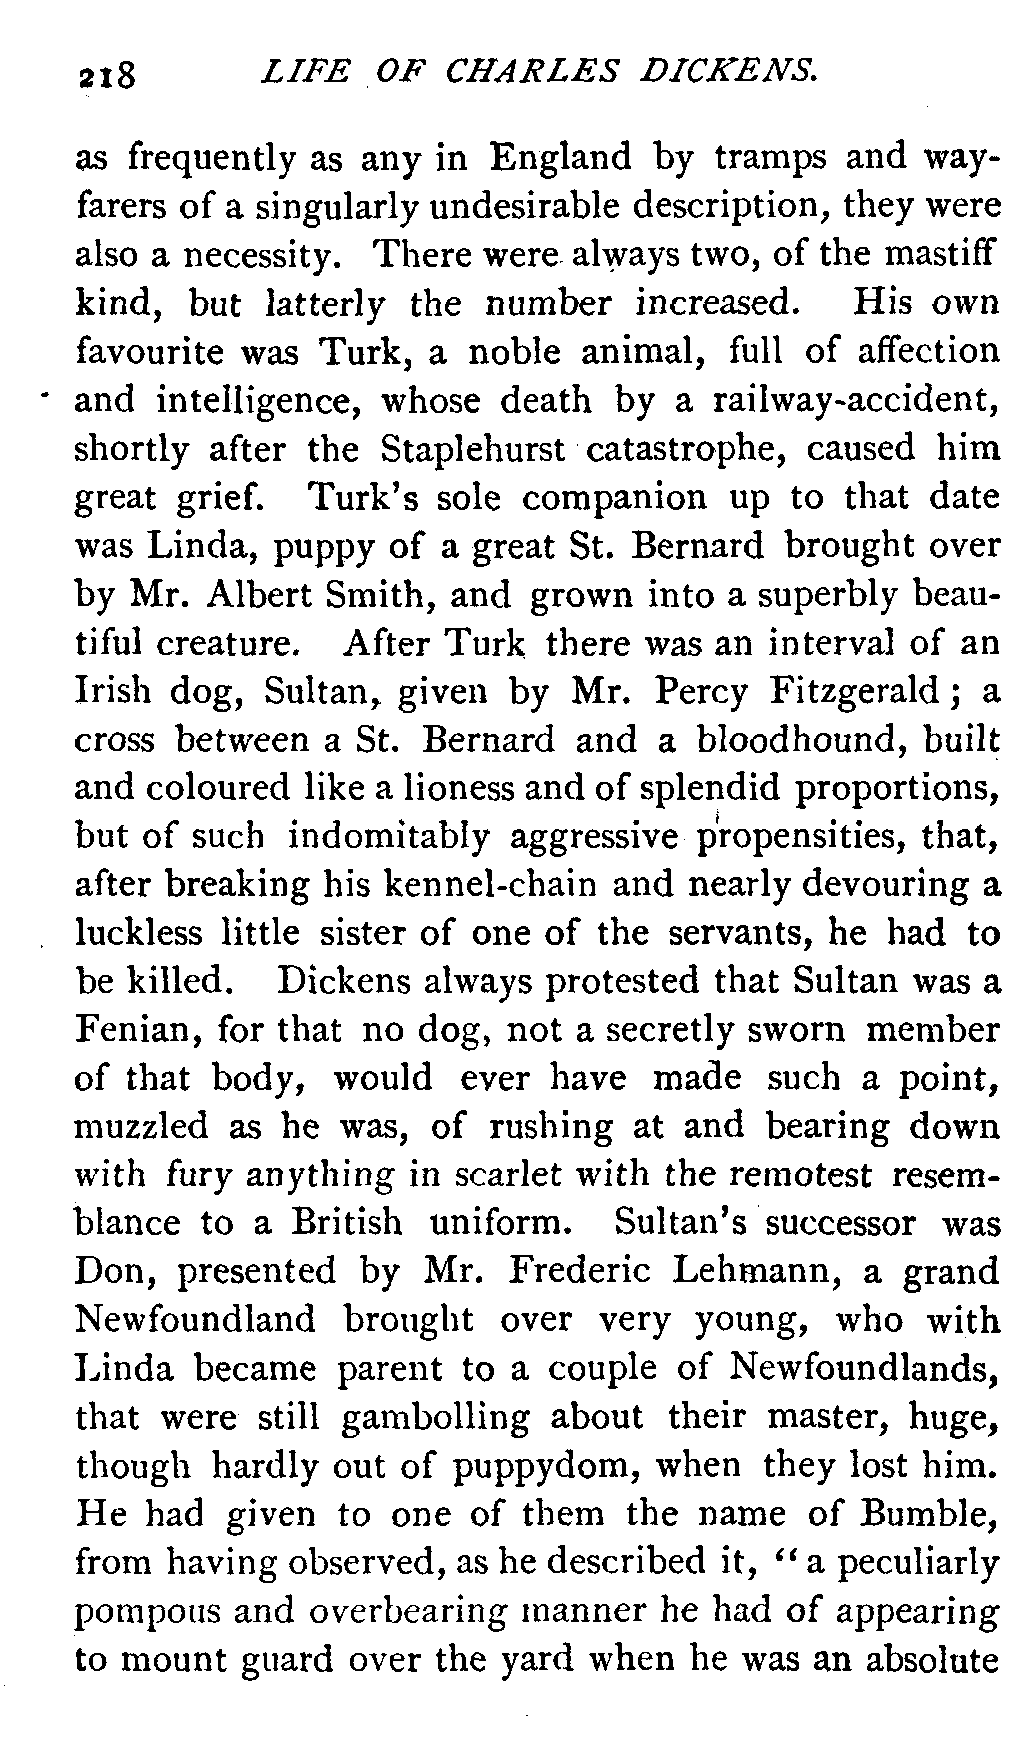 218 LIFE OF CHARLES DICKENS.
as frequently as any in England by tramps and way-
farers of a singularly undesirable description, they were
also a necessity. There were always two, of the mastiff
kind, but latterly the number increased. His own
favourite was Turk, a noble animal, full of affection
and intelligence, whose death by a railway-accident,
shortly after the Staplehurst catastrophe, caused him
great grief. Turk's sole companion up to that date
was Linda, puppy of a great St. Bernard brought over
by Mr. Albert Smith, and grown into a superbly beau-
tiful creature. After Turk there was an interval of an
Irish dog, Sultan, given by Mr. Percy Fitzgerald ; a
cross between a St. Bernard and a bloodhound, built
and coloured like a lioness and of splendid proportions,
but of such indomitably aggressive propensities, that,
after breaking his kennel-chain and nearly devouring a
luckless little sister of one of the servants, he had to
be killed. Dickens always protested that Sultan was a
Fenian, for that no dog, not a secretly sworn member
of that body, would ever have made such a point,
muzzled as he was, of rushing at and bearing down
with fury anything in scarlet with the remotest resem-
blance to a British uniform. Sultan's successor was
Don, presented by Mr. Frederic Lehmann, a grand
Newfoundland brought over very young, who with
Linda became parent to a couple of Newfoundlands,
that were still gambolling about their master, huge,
though hardly out of puppydom, when they lost him.
He had given to one of them the name of Bumble,
from having observed, as he described it, “ a peculiarly
pompous and overbearing manner he had of appearing
to mount guard over the yard when he was an absolute